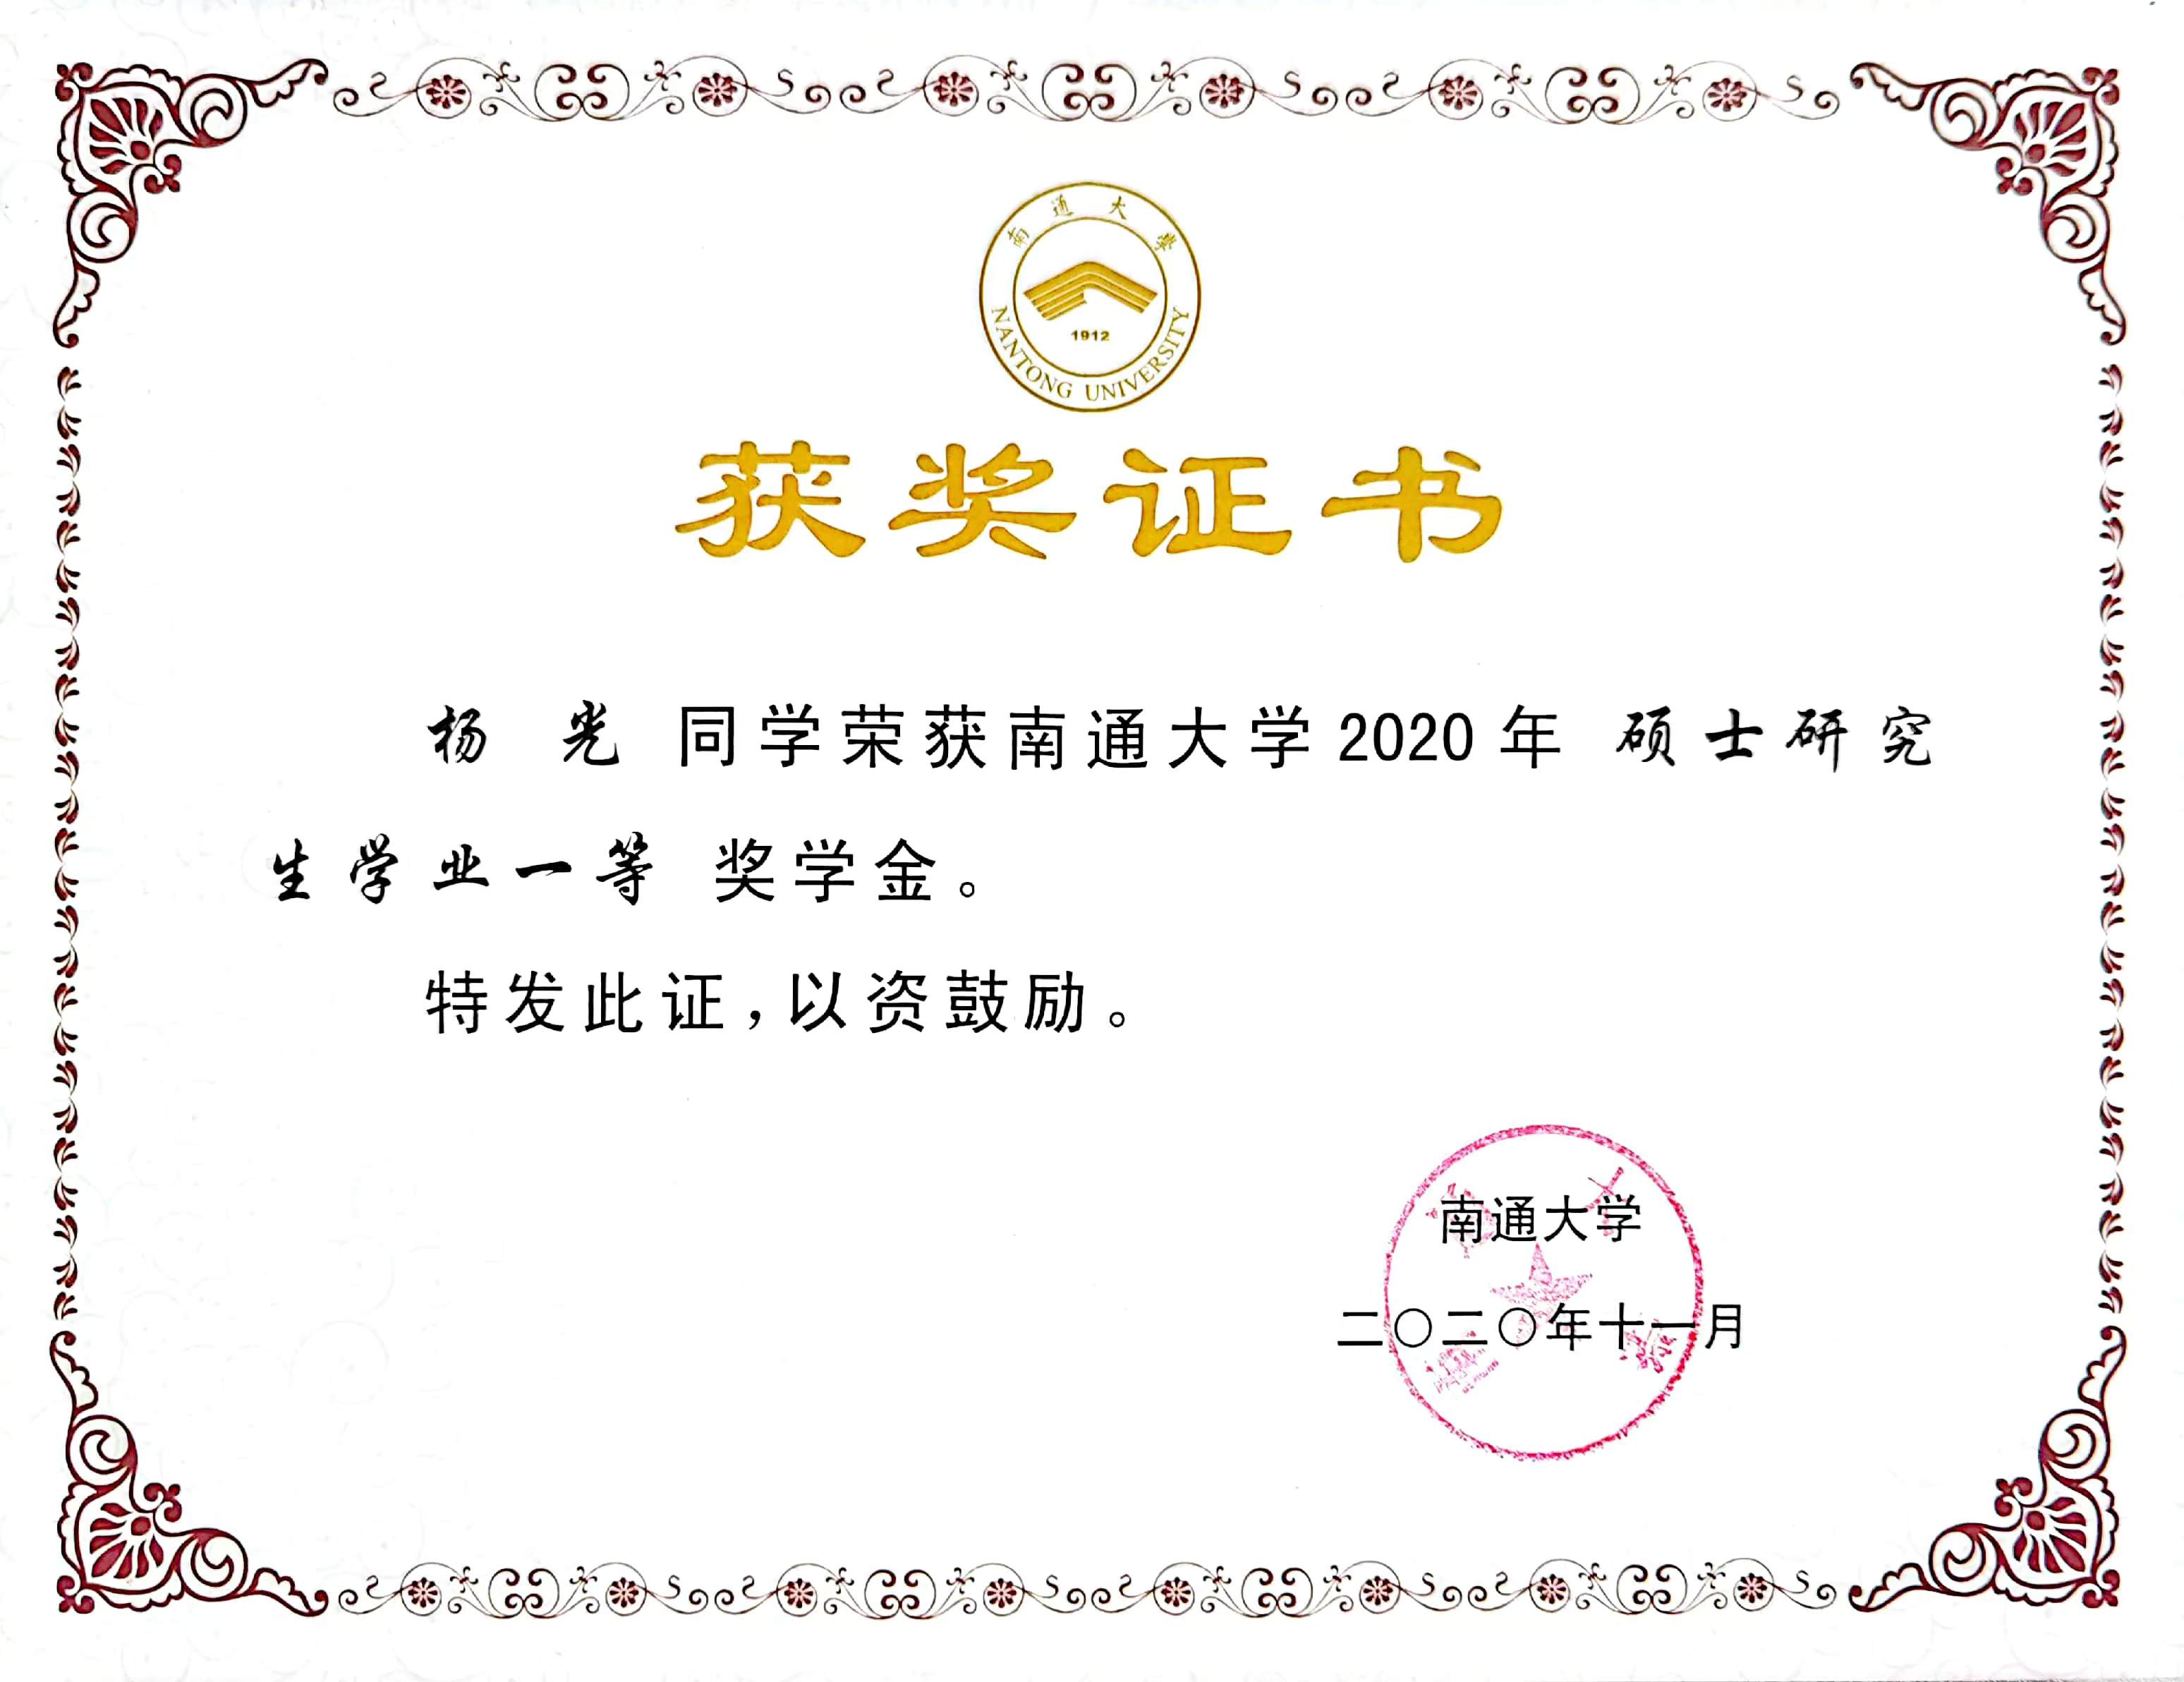 南通大學
1912
NANTONG UNIVERSITY
获奖证书
杨 光 同学荣获南通大学2020年 硕士研究
生学业一等 奖学金。
特发此证，以资鼓励。
南通大学
二〇二〇年十一月